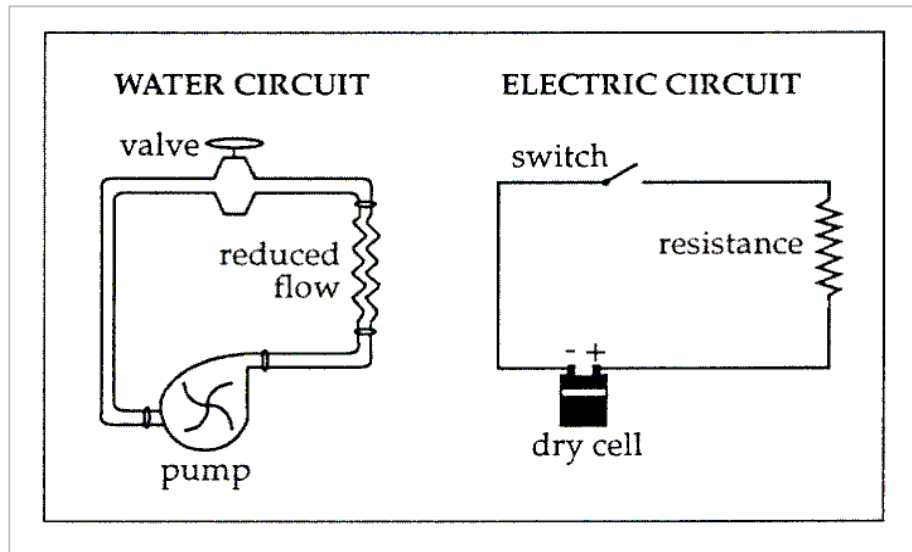 WATER CIRCUIT
valve
reduced
flow
pump
ELECTRIC CIRCUIT
switch
resistance
- +
dry cell